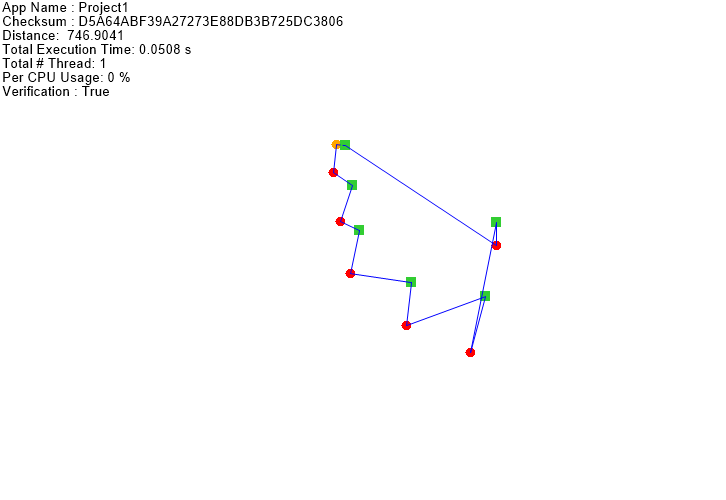 App Name : Project1
Checksum : D5A64ABF39A27273E88DB3B725DC3806
Distance:  746.9041
Total Execution Time: 0.0508 s
Total # Thread: 1
Per CPU Usage: 0 %
Verification : True